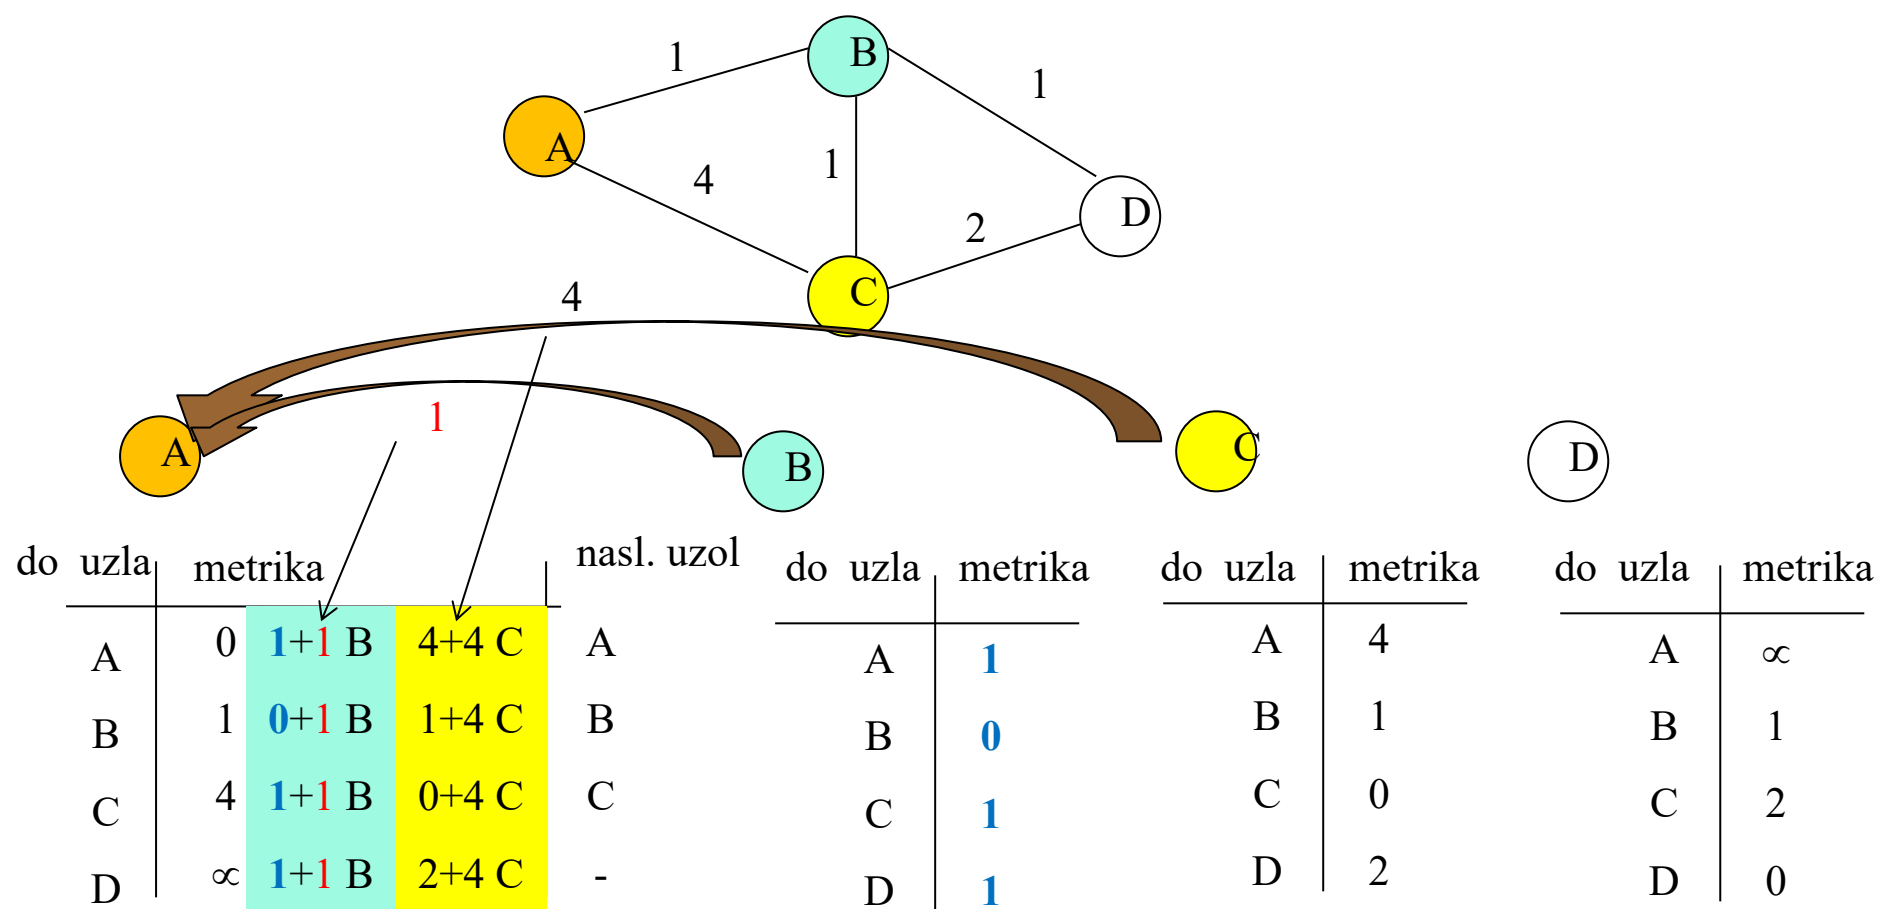 B
1
1
A
1
4
D
2
C
4
1
A
B
C
D
do uzla metrika nasl. uzol
A 0 1+1 B 4+4 C A
B 1 0+1 B 1+4 C B
C 4 1+1 B 0+4 C C
D ∝ 1+1 B 2+4 C -
do uzla metrika
A 1
B 0
C 1
D 1
do uzla metrika
A 4
B 1
C 0
D 2
do uzla metrika
A ∝
B 1
C 2
D 0